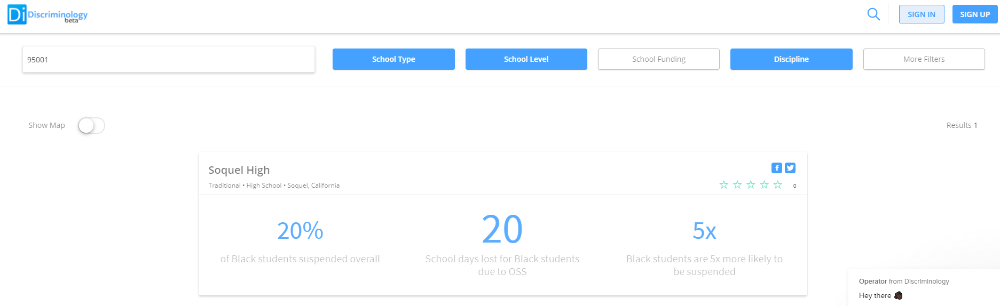 Di Discriminology
beta
SIGN IN
SIGN UP
95001
School Type
School Level
School Funding
Discipline
More Filters
Show Map
Results 1
Soquel High
Traditional • High School • Soquel, California
0
20%
of Black students suspended overall
20
School days lost for Black students
due to OSS
5x
Black students are 5x more likely to
be suspended
Operator from Discriminology
Hey there